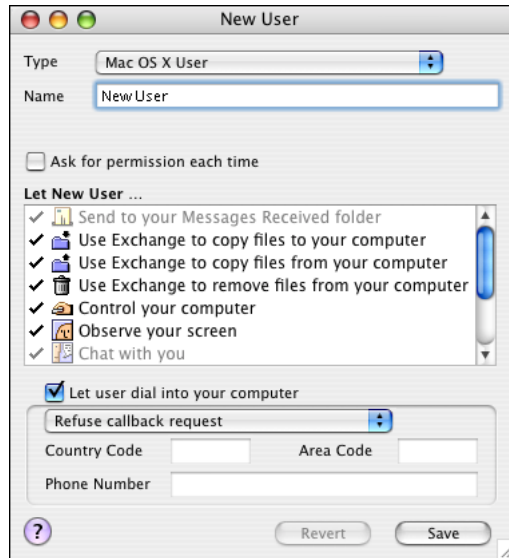 New User
Type Mac OS X User
Name New User
Ask for permission each time
Let New User ...
Send to your Messages Received folder
Use Exchange to copy files to your computer
Use Exchange to copy files from your computer
Use Exchange to remove files from your computer
Control your computer
Observe your screen
Chat with you
Let user dial into your computer
Refuse callback request
Country Code Area Code
Phone Number
? Revert Save